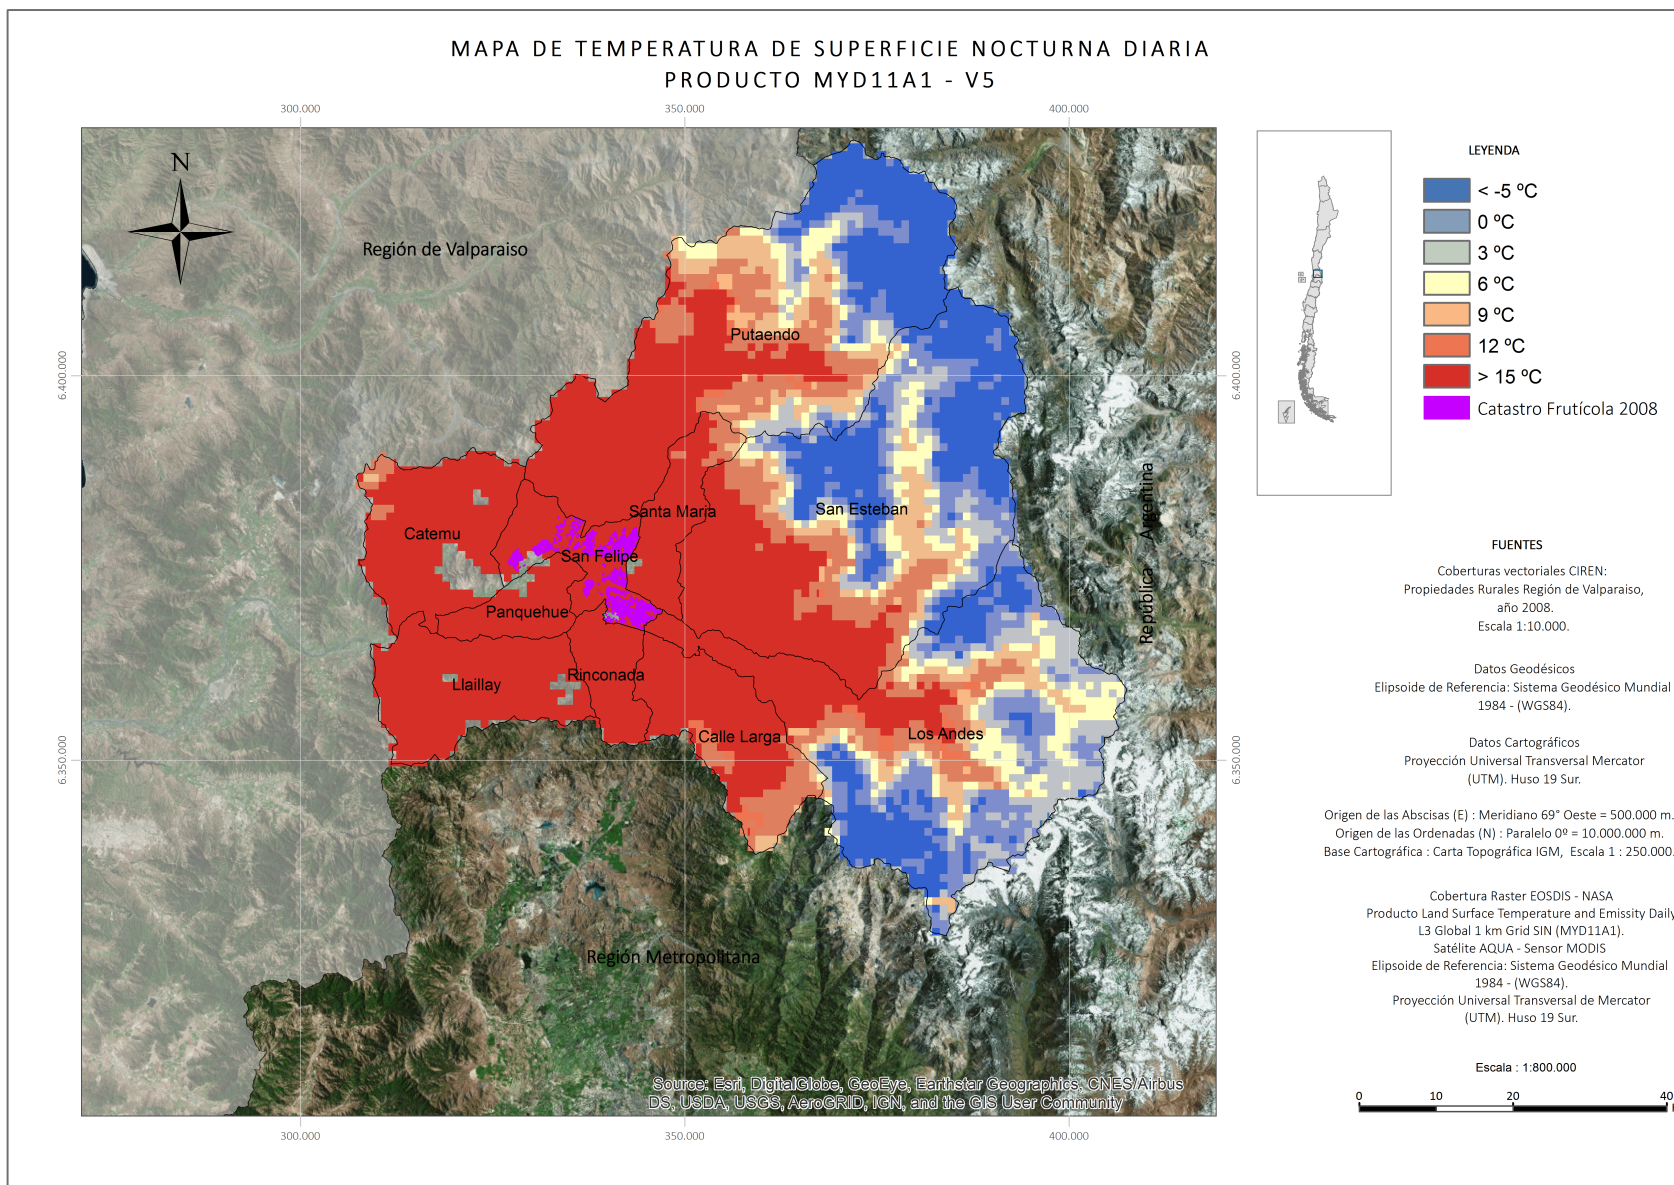 MAPA DE TEMPERATURA DE SUPERFICIE NOCTURNA DIARIA
PRODUCTO MYD11A1 - V5
300.000
350.000
400.000
6.400.000
6.350.000
6.400.000
6.350.000
300.000
350.000
400.000
N
Región de Valparaiso
Putaendo
Santa Maria
San Esteban
Catemu
San Felipe
Panquehue
Rinconada
Llaillay
Calle Larga
Los Andes
Republica Argentina
Región Metropolitana
Source: Esri, DigitalGlobe, GeoEye, Earthstar Geographics, CNES/Airbus
DS, USDA, USGS, AeroGRID, IGN, and the GIS User Community
LEYENDA
< -5 ºC
0 ºC
3 ºC
6 ºC
9 ºC
12 ºC
> 15 ºC
Catastro Frutícola 2008
FUENTES
Coberturas vectoriales CIREN:
Propiedades Rurales Región de Valparaiso,
año 2008.
Escala 1:10.000.
Datos Geodésicos
Elipsoide de Referencia: Sistema Geodésico Mundial
1984 - (WGS84).
Datos Cartográficos
Proyección Universal Transversal Mercator
(UTM). Huso 19 Sur.
Origen de las Abscisas (E) : Meridiano 69° Oeste = 500.000 m.
Origen de las Ordenadas (N) : Paralelo 0º = 10.000.000 m.
Base Cartográfica : Carta Topográfica IGM, Escala 1 : 250.000.
Cobertura Raster EOSDIS - NASA
Producto Land Surface Temperature and Emissity Daily
L3 Global 1 km Grid SIN (MYD11A1).
Satélite AQUA - Sensor MODIS
Elipsoide de Referencia: Sistema Geodésico Mundial
1984 - (WGS84).
Proyección Universal Transversal de Mercator
(UTM). Huso 19 Sur.
Escala : 1:800.000
0 10 20 40